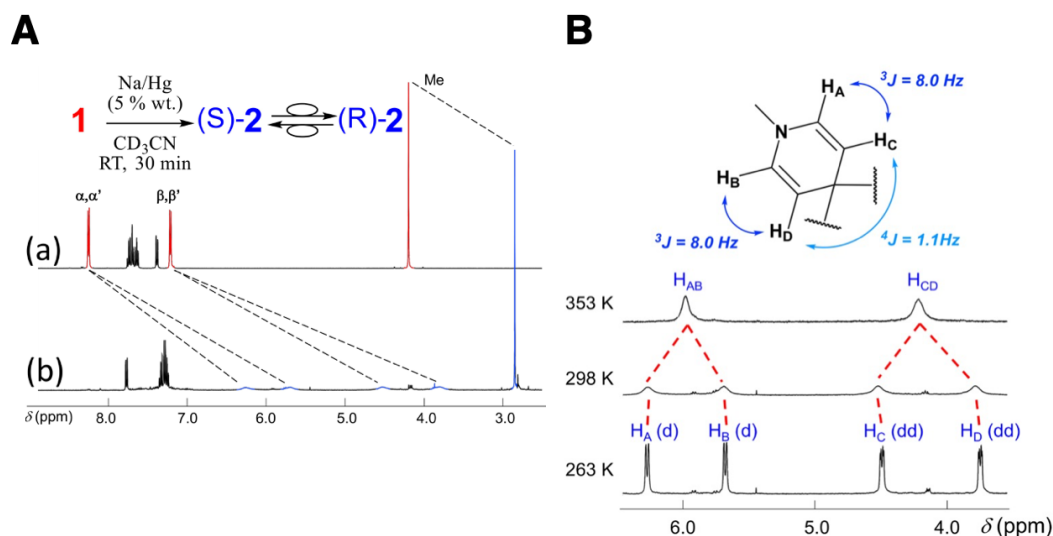 A
Na/Hg
(5 % wt.)
1
(S)-2
(R)-2
CD3CN
RT, 30 min
Me
α,α’
β,β’
(a)
(b)
8.0
7.0
6.0
5.0
4.0
3.0
δ (ppm)
B
HA
3J = 8.0 Hz
N
HC
HB
HD
3J = 8.0 Hz
4J = 1.1Hz
HAB
HCD
353 K
298 K
HA (d)
HB (d)
HC (dd)
HD (dd)
263 K
6.0
5.0
4.0
δ (ppm)